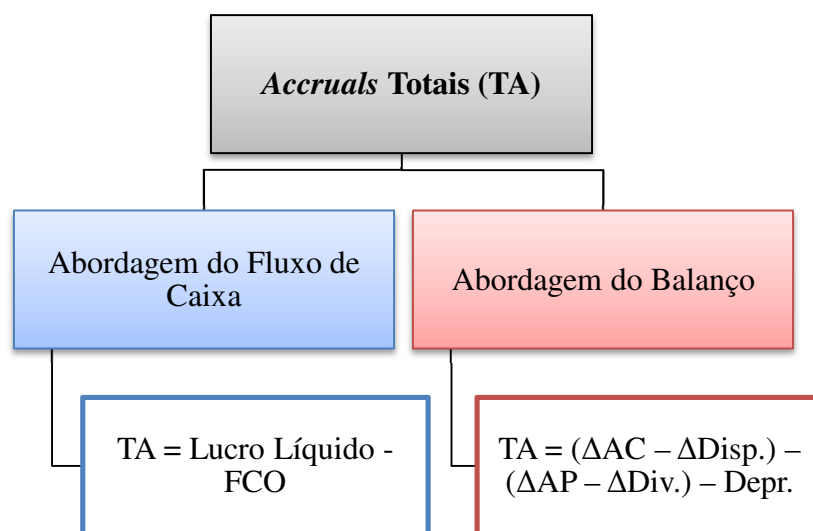 Accruals Totais (TA)
Abordagem do Fluxo de
Caixa
Abordagem do Balanço
TA = Lucro Líquido -
FCO
TA = (ΔAC – ΔDisp.) –
(ΔAP – ΔDiv.) – Depr.